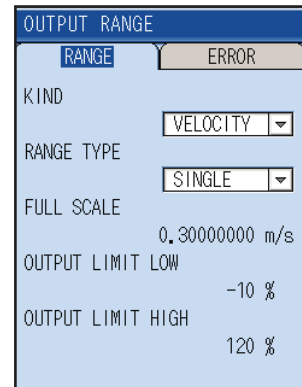 OUTPUT RANGE
RANGE ERROR
KIND
VELOCITY
RANGE TYPE
SINGLE
FULL SCALE
0.30000000 m/s
OUTPUT LIMIT LOW
-10 %
OUTPUT LIMIT HIGH
120 %